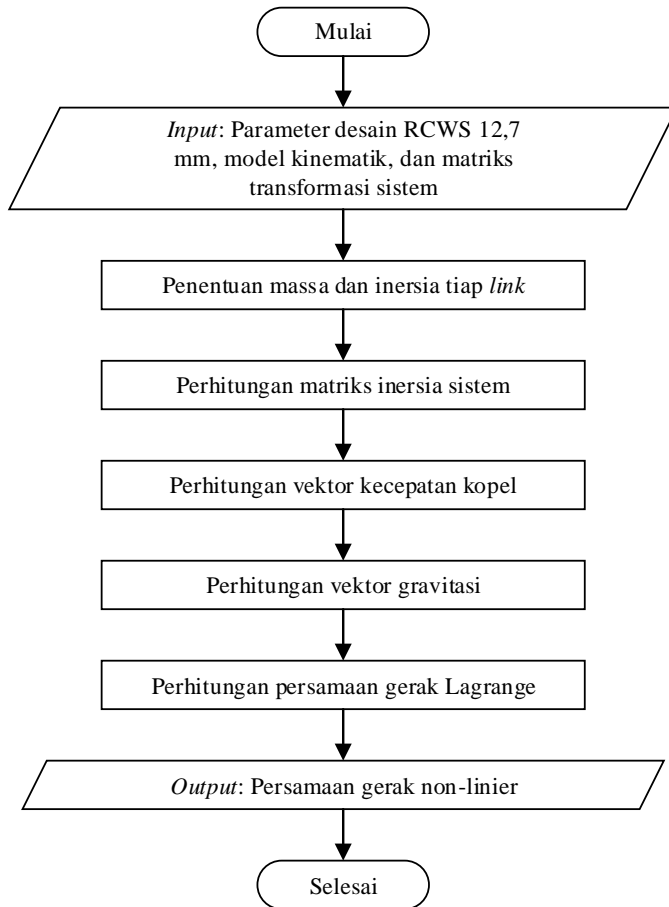 Mulai
Input: Parameter desain RCWS 12,7
mm, model kinematik, dan matriks
transformasi sistem
Penentuan massa dan inersia tiap link
Perhitungan matriks inersia sistem
Perhitungan vektor kecepatan kopel
Perhitungan vektor gravitasi
Perhitungan persamaan gerak Lagrange
Output: Persamaan gerak non-linier
Selesai